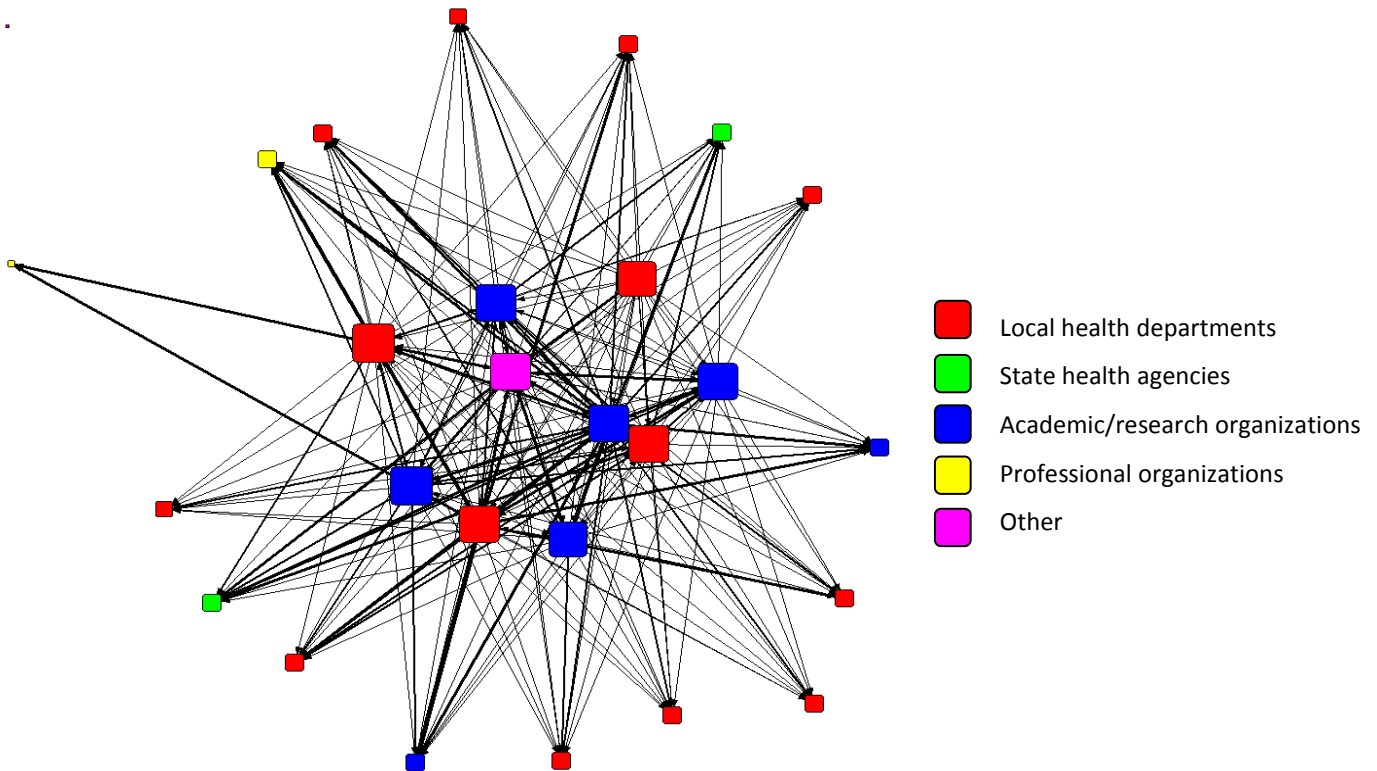 Local health departments
State health agencies
Academic/research organizations
Professional organizations
Other